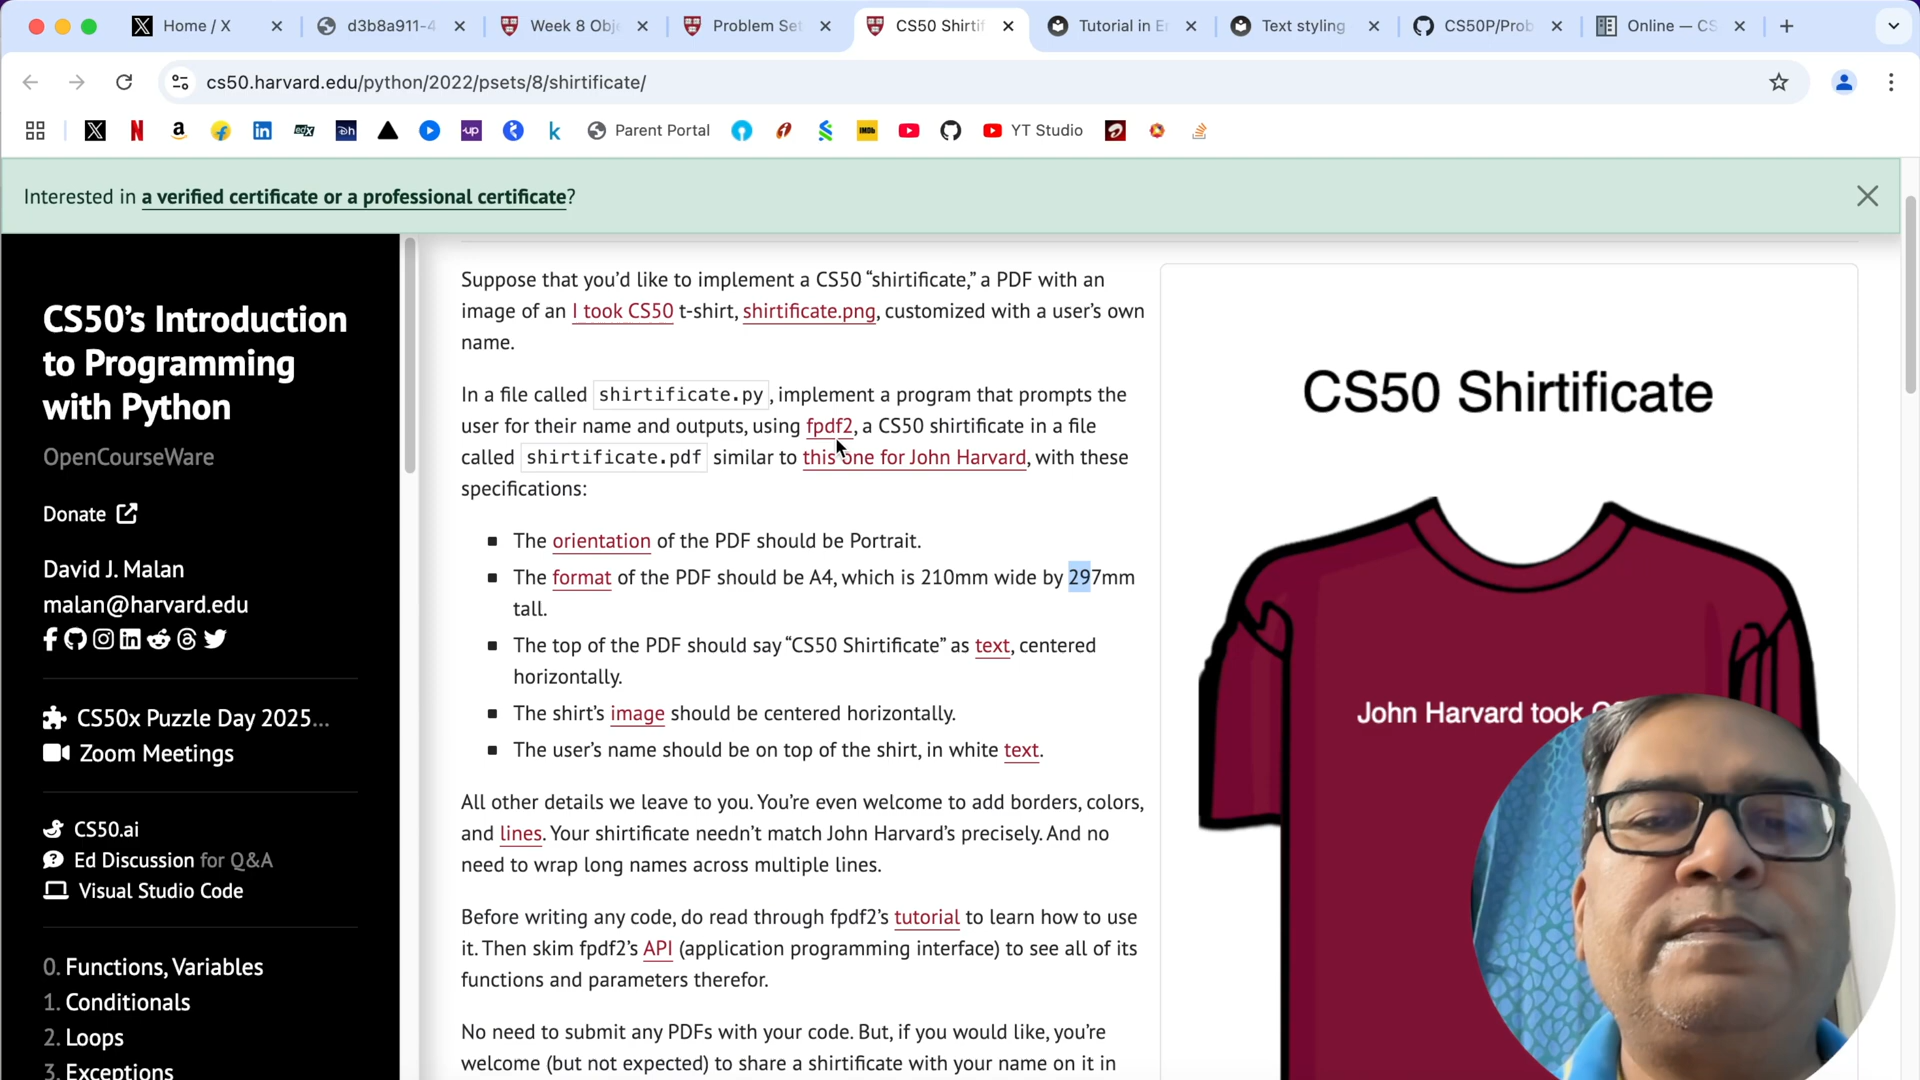 Home / X
d3b8a911-4
Week 8 Obj
Problem Set
CS50 Shirtif
Tutorial in E
Text styling
CS50P/Prob
Online — CS
cs50.harvard.edu/python/2022/psets/8/shirtificate/
Parent Portal
YT Studio
Interested in a verified certificate or a professional certificate?
CS50's Introduction
to Programming
with Python
OpenCourseWare
Donate
David J. Malan
malan@harvard.edu
CS50x Puzzle Day 2025…
Zoom Meetings
CS50.ai
Ed Discussion for Q&A
Visual Studio Code
0. Functions, Variables
1. Conditionals
2. Loops
3. Exceptions
Suppose that you'd like to implement a CS50 “shirtificate,” a PDF with an
image of an I took CS50 t-shirt, shirtificate.png, customized with a user's own
name.
In a file called shirtificate.py, implement a program that prompts the
user for their name and outputs, using fpdf2, a CS50 shirtificate in a file
called shirtificate.pdf similar to this one for John Harvard, with these
specifications:
The orientation of the PDF should be Portrait.
The format of the PDF should be A4, which is 210mm wide by 297mm
tall.
The top of the PDF should say “CS50 Shirtificate” as text, centered
horizontally.
The shirt's image should be centered horizontally.
The user's name should be on top of the shirt, in white text.
All other details we leave to you. You're even welcome to add borders, colors,
and lines. Your shirtificate needn't match John Harvard's precisely. And no
need to wrap long names across multiple lines.
Before writing any code, do read through fpdf2's tutorial to learn how to use
it. Then skim fpdf2's API (application programming interface) to see all of its
functions and parameters therefor.
No need to submit any PDFs with your code. But, if you would like, you're
welcome (but not expected) to share a shirtificate with your name on it in
CS50 Shirtificate
John Harvard took